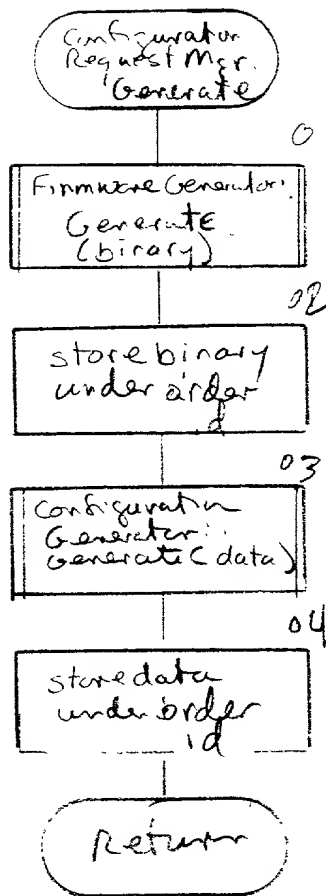 Configurator
Request Mgr.
Generate
0
Firmware Generator:
Generate
(binary)
02
store binary
under order
id
03
Configuration
Generator::
Generate (data)
04
store data
under order
id
Return